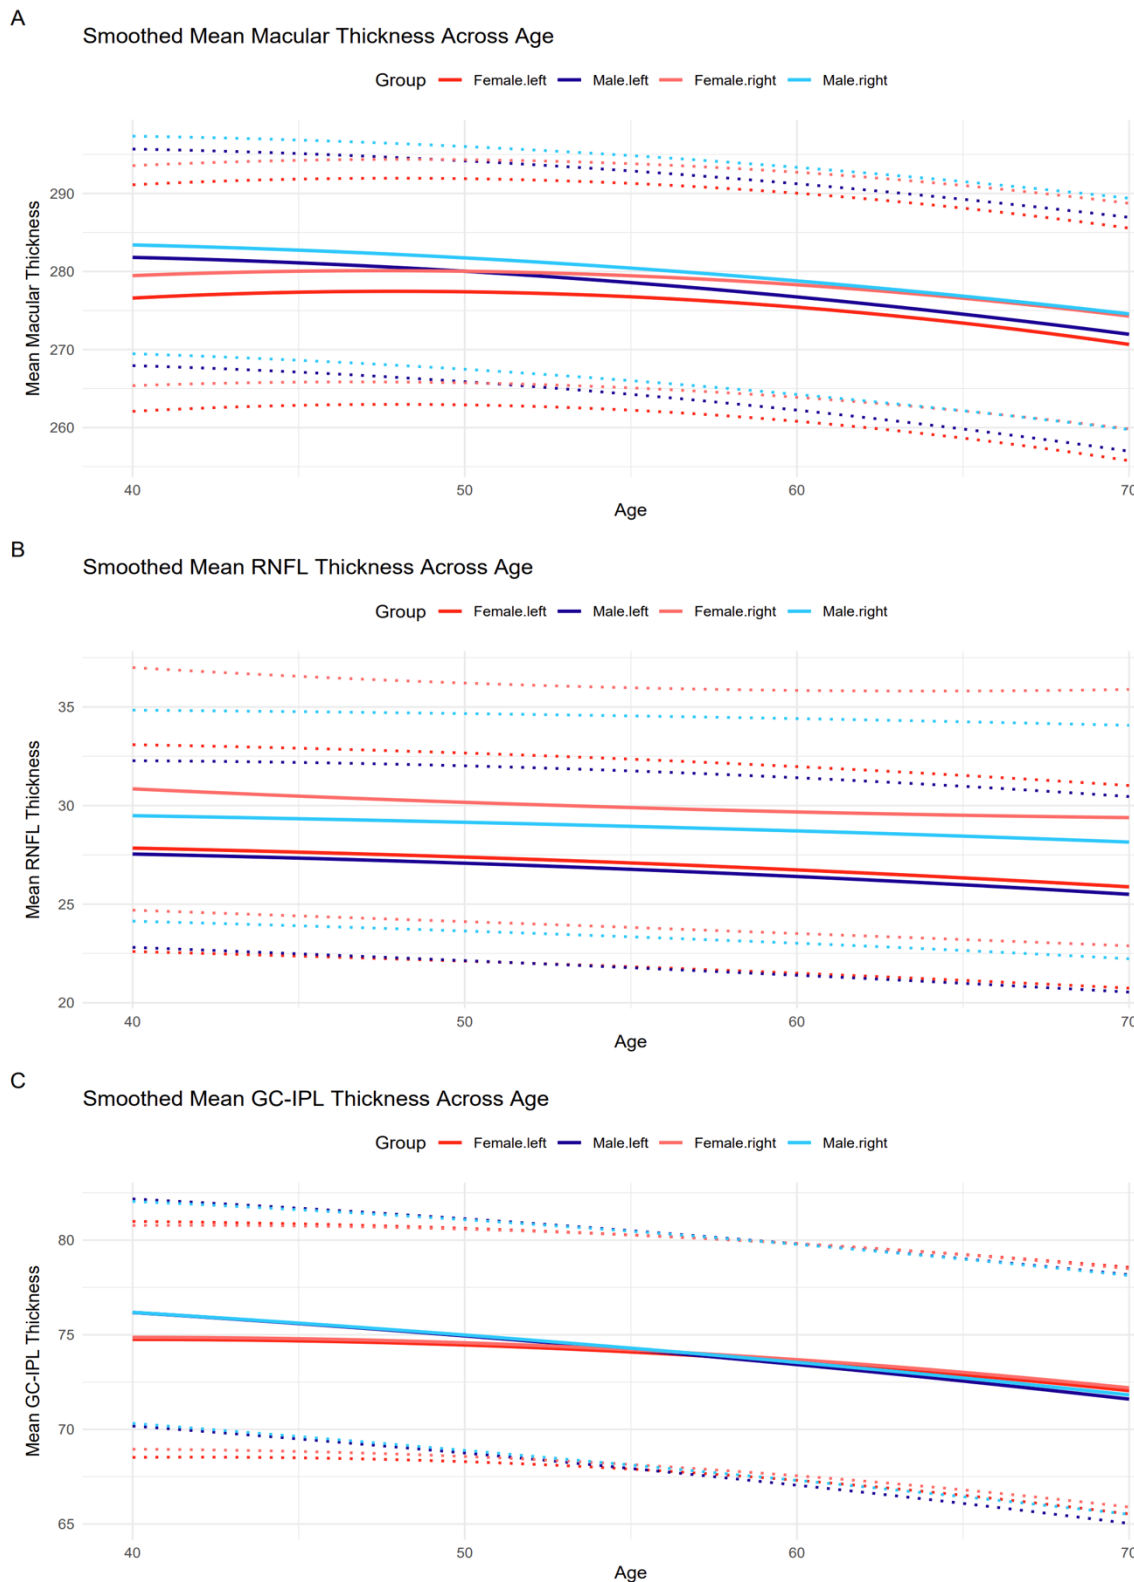 A
Smoothed Mean Macular Thickness Across Age
Group Female.left Male.left Female.right Male.right
Mean Macular Thickness
290
280
270
260
40 50 60 70
Age
B
Smoothed Mean RNFL Thickness Across Age
Group Female.left Male.left Female.right Male.right
Mean RNFL Thickness
35
30
25
20
40 50 60 70
Age
C
Smoothed Mean GC-IPL Thickness Across Age
Group Female.left Male.left Female.right Male.right
Mean GC-IPL Thickness
80
75
70
65
40 50 60 70
Age